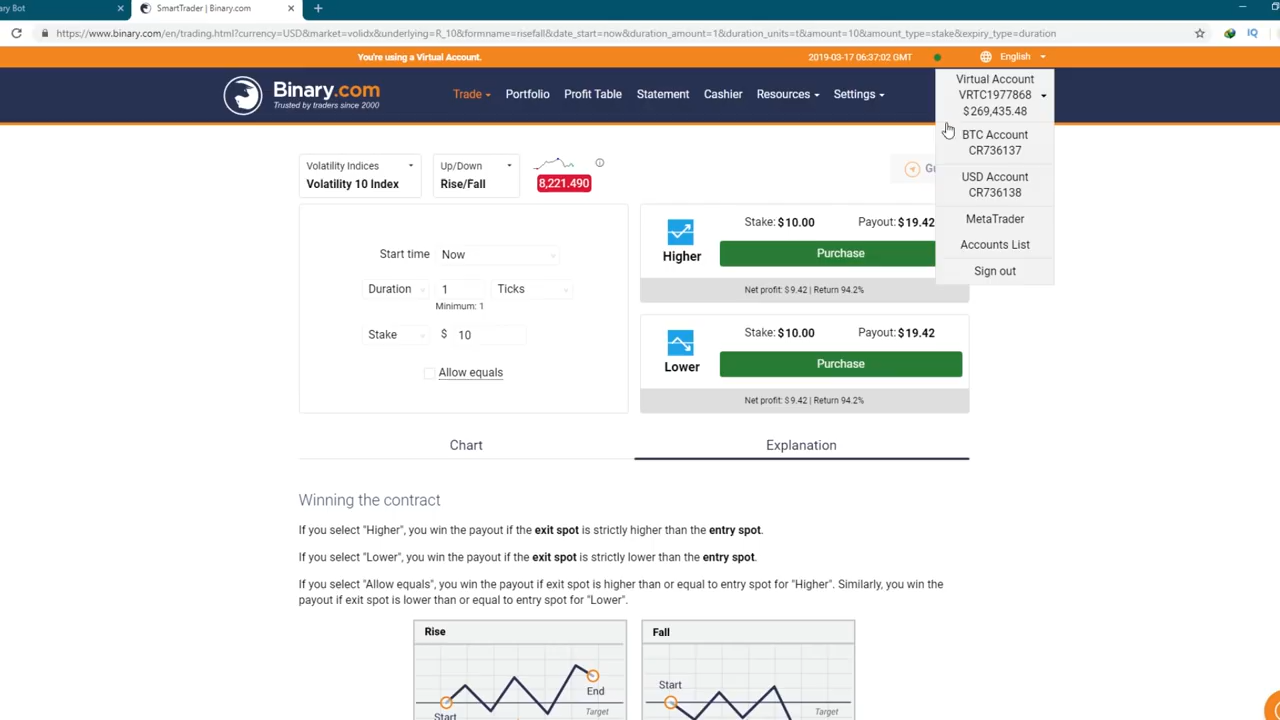 ary Bot
SmartTrader | Binary.com
https://www.binary.com/en/trading.html?currency=USD&market=volidx&underlying=R_10&formname=risefall&date_start=now&duration_amount=1&duration_units=t&amount=10&amount_type=stake&expiry_type=duration
IQ
You're using a Virtual Account.
2019-03-17 06:37:02 GMT
English
Binary.com
Trusted by traders since 2000
Trade
Portfolio
Profit Table
Statement
Cashier
Resources
Settings
Virtual Account
VRTC1977868
$269,435.48
BTC Account
CR736137
USD Account
CR736138
MetaTrader
Accounts List
Sign out
Volatility Indices
Volatility 10 Index
Up/Down
Rise/Fall
8,221.490
Start time Now
Duration 1 Ticks
Minimum: 1
Stake $ 10
Allow equals
Higher
Stake: $10.00 Payout: $19.42
Purchase
Net profit: $9.42 | Return 94.2%
Lower
Stake: $10.00 Payout: $19.42
Purchase
Net profit: $9.42 | Return 94.2%
Chart
Explanation
Winning the contract
If you select "Higher", you win the payout if the exit spot is strictly higher than the entry spot.
If you select "Lower", you win the payout if the exit spot is strictly lower than the entry spot.
If you select "Allow equals", you win the payout if exit spot is higher than or equal to entry spot for "Higher". Similarly, you win the
payout if exit spot is lower than or equal to entry spot for "Lower".
Rise
End
Target
Start
Fall
Start
Target